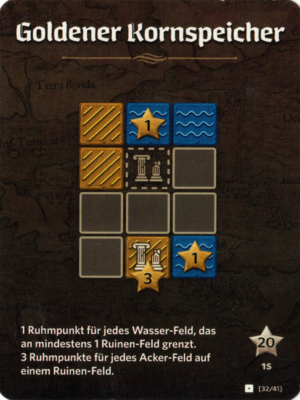 Goldener Kornspeicher
1
1
3
1 Ruhmpunkt für jedes Wasser-Feld, das
an mindestens 1 Ruinen-Feld grenzt.
3 Ruhmpunkte für jedes Acker-Feld auf
einem Ruinen-Feld.
20
1S
[32/41]